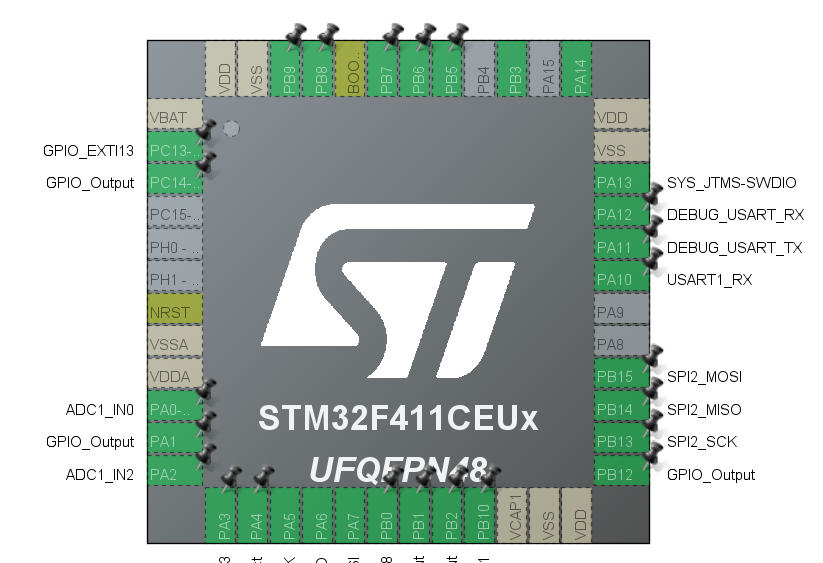 VDD
VSS
PB9
PB8
BOO..
PB7
PB6
PB5
PB4
PB3
PA15
PA14
VBAT
VDD
GPIO_EXTI13 PC13-..
VSS
GPIO_Output PC14-..
PA13 SYS_JTMS-SWDIO
PC15-..
PA12 DEBUG_USART_RX
PH0 - ..
PA11 DEBUG_USART_TX
PH1 - ..
PA10 USART1_RX
NRST
PA9
VSSA
PA8
VDDA
PB15 SPI2_MOSI
ADC1_IN0 PA0-..
PB14 SPI2_MISO
GPIO_Output PA1
PB13 SPI2_SCK
ADC1_IN2 PA2
PB12 GPIO_Output
ST
STM32F411CEUx
UFQFPN48
PA3
PA4
PA5
PA6
PA7
PB0
PB1
PB2
PB10
VCAP1
VSS
VDD